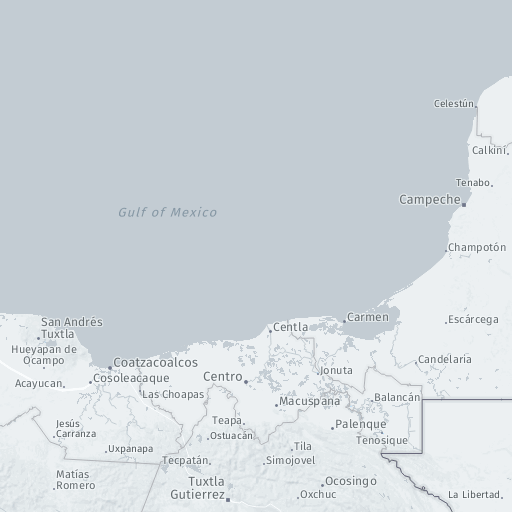 Celestún
Calkiní
Tenabo
Campeche
Gulf of Mexico
Champotón
Carmen
Escárcega
San Andrés
Tuxtla
Centla
Hueyapan de
Ocampo
Coatzacoalcos
Candelaria
Jonuta
Centro
Cosoleacaque
Acayucan
Las Choapas
Balancán
Macuspana
Teapa
Jesús
Carranza
Palenque
Ostuacán
Tenosique
Uxpanapa
Tila
Tecpatán
Simojovel
Matías
Romero
Tuxtla
Gutierrez
Ocosingo
Oxchuc
La Libertad